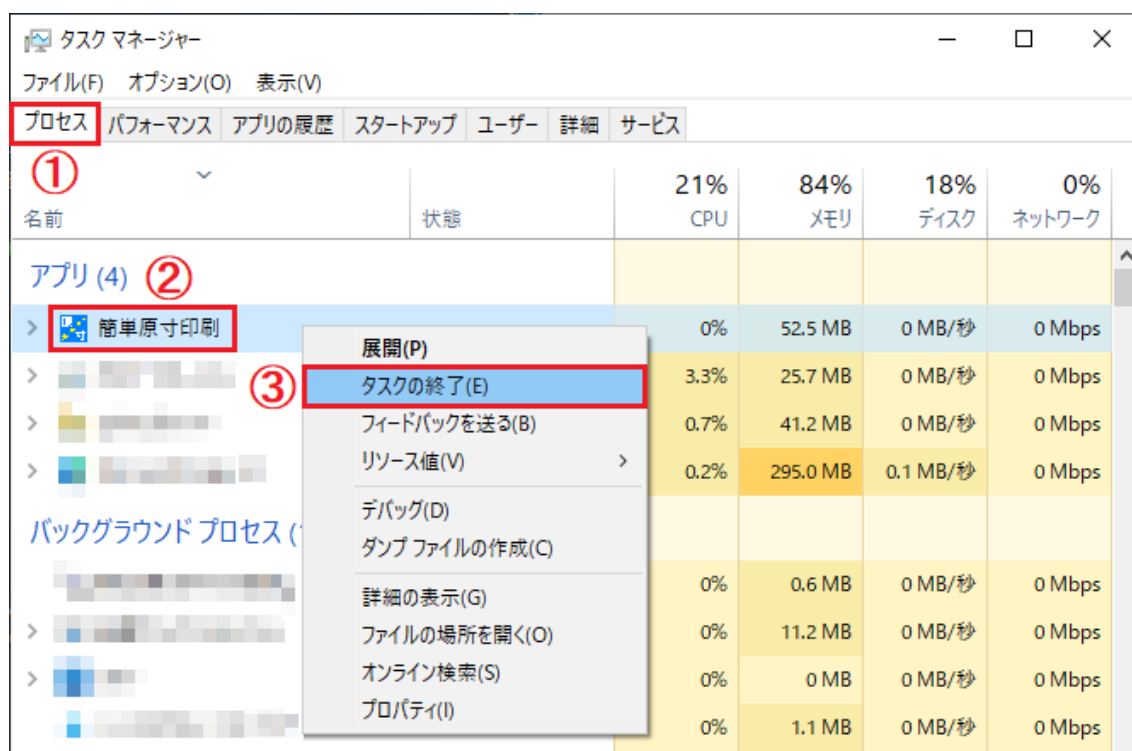 タスク マネージャー
ファイル(F) オプション(O) 表示(V)
プロセス パフォーマンス アプリの履歴 スタートアップ ユーザー 詳細 サービス
①
21% 84% 18% 0%
名前 状態 CPU メモリ ディスク ネットワーク
アプリ (4) ②
簡単原寸印刷 0% 52.5 MB 0 MB/秒 0 Mbps
展開(P)
③ タスクの終了(E) 3.3% 25.7 MB 0 MB/秒 0 Mbps
フィードバックを送る(B) 0.7% 41.2 MB 0 MB/秒 0 Mbps
リソース値(V) 0.2% 295.0 MB 0.1 MB/秒 0 Mbps
デバッグ(D)
バックグラウンド プロセス (
ダンプ ファイルの作成(C)
0% 0.6 MB 0 MB/秒 0 Mbps
詳細の表示(G)
ファイルの場所を開く(O) 0% 11.2 MB 0 MB/秒 0 Mbps
オンライン検索(S) 0% 0 MB 0 MB/秒 0 Mbps
プロパティ(I) 0% 1.1 MB 0 MB/秒 0 Mbps